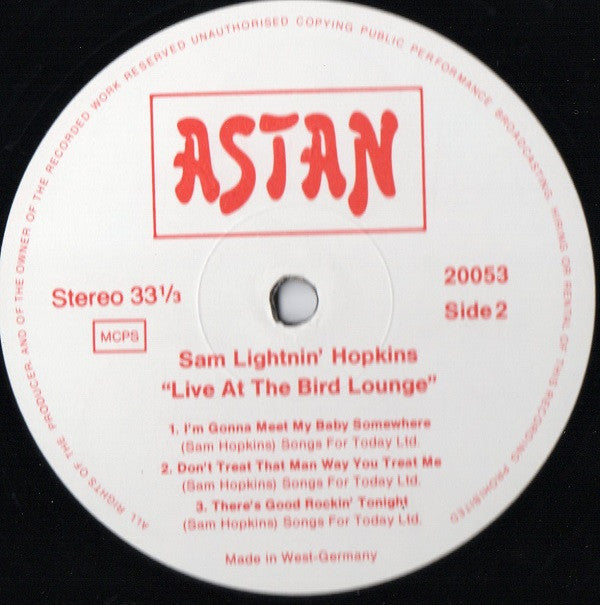 ALL RIGHTS OF THE PRODUCER, AND OF THE OWNER OF THE RECORDED WORK RESERVED UNAUTHORISED COPYING PUBLIC PERFORMANCE, BROADCASTING, HIRING OR RENTAL OF THIS RECORDING PROHIBITED
ASTAN
Stereo 33 1/3
20053
MCPS
Side 2
Sam Lightnin' Hopkins
"Live At The Bird Lounge"
1. I'm Gonna Meet My Baby Somewhere
(Sam Hopkins) Songs For Today Ltd.
2. Don't Treat That Man Way You Treat Me
(Sam Hopkins) Songs For Today Ltd.
3. There's Good Rockin' Tonight
(Sam Hopkins) Songs For Today Ltd.
Made in West-Germany